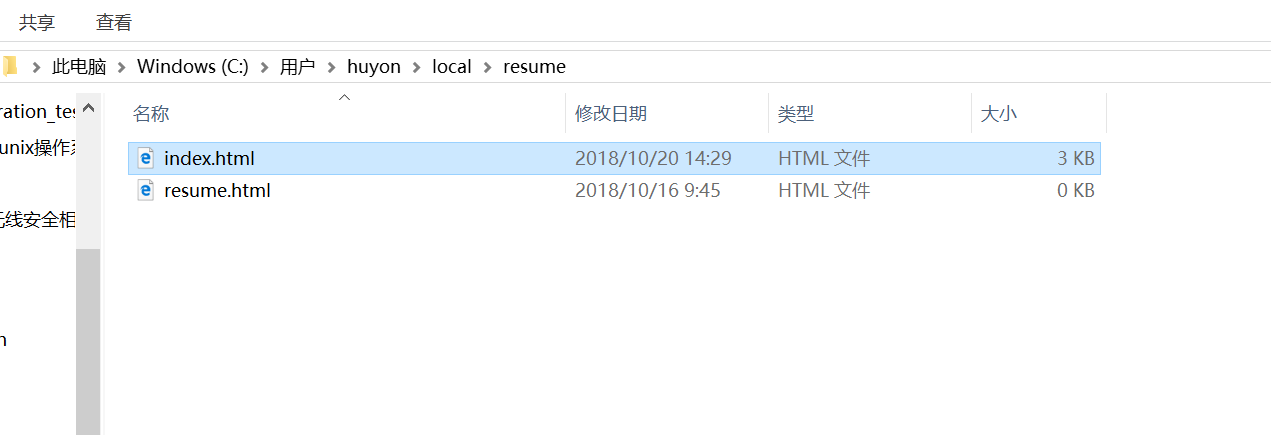 共享 查看
此电脑 Windows (C:) 用户 huyon local resume
名称 修改日期 类型 大小
ration_tes
unix操作系
index.html 2018/10/20 14:29 HTML 文件 3 KB
resume.html 2018/10/16 9:45 HTML 文件 0 KB
无线安全相
n